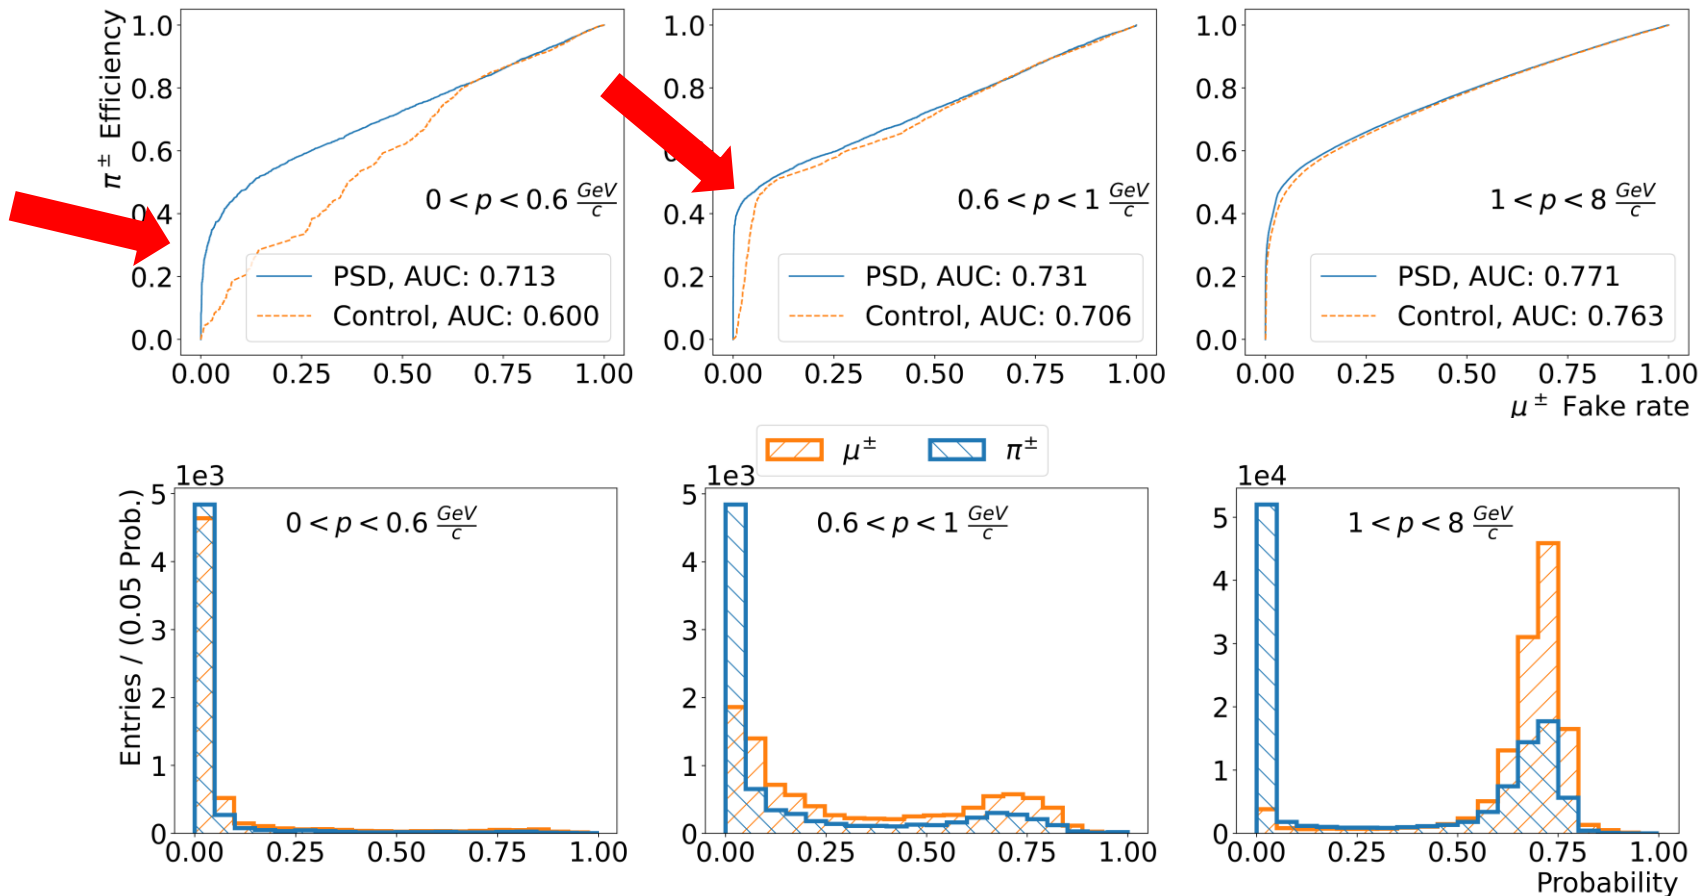 π± Efficiency
1.0
0.8
0.6
0.4
0.2
0.0
0 < p < 0.6 GeV/c
PSD, AUC: 0.713
Control, AUC: 0.600
0.00 0.25 0.50 0.75 1.00
1.0
0.8
0.6
0.4
0.2
0.0
0.6 < p < 1 GeV/c
PSD, AUC: 0.731
Control, AUC: 0.706
0.00 0.25 0.50 0.75 1.00
1.0
0.8
0.6
0.4
0.2
0.0
1 < p < 8 GeV/c
PSD, AUC: 0.771
Control, AUC: 0.763
0.00 0.25 0.50 0.75 1.00
μ± Fake rate
μ± π±
Entries / (0.05 Prob.)
1e3
5
4
3
2
1
0
0 < p < 0.6 GeV/c
0.00 0.25 0.50 0.75 1.00
1e3
5
4
3
2
1
0
0.6 < p < 1 GeV/c
0.00 0.25 0.50 0.75 1.00
1e4
5
4
3
2
1
0
1 < p < 8 GeV/c
0.00 0.25 0.50 0.75 1.00
Probability